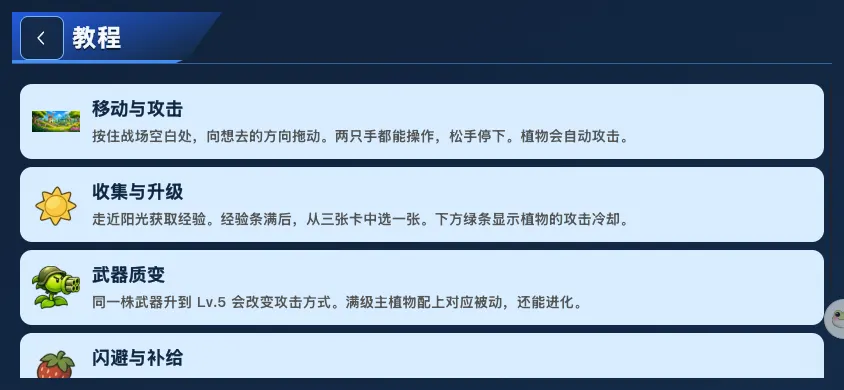 教程
移动与攻击
按住战场空白处，向想去的方向拖动。两只手都能操作，松手停下。植物会自动攻击。
收集与升级
走近阳光获取经验。经验条满后，从三张卡中选一张。下方绿条显示植物的攻击冷却。
武器质变
同一株武器升到 Lv.5 会改变攻击方式。满级主植物配上对应被动，还能进化。
闪避与补给